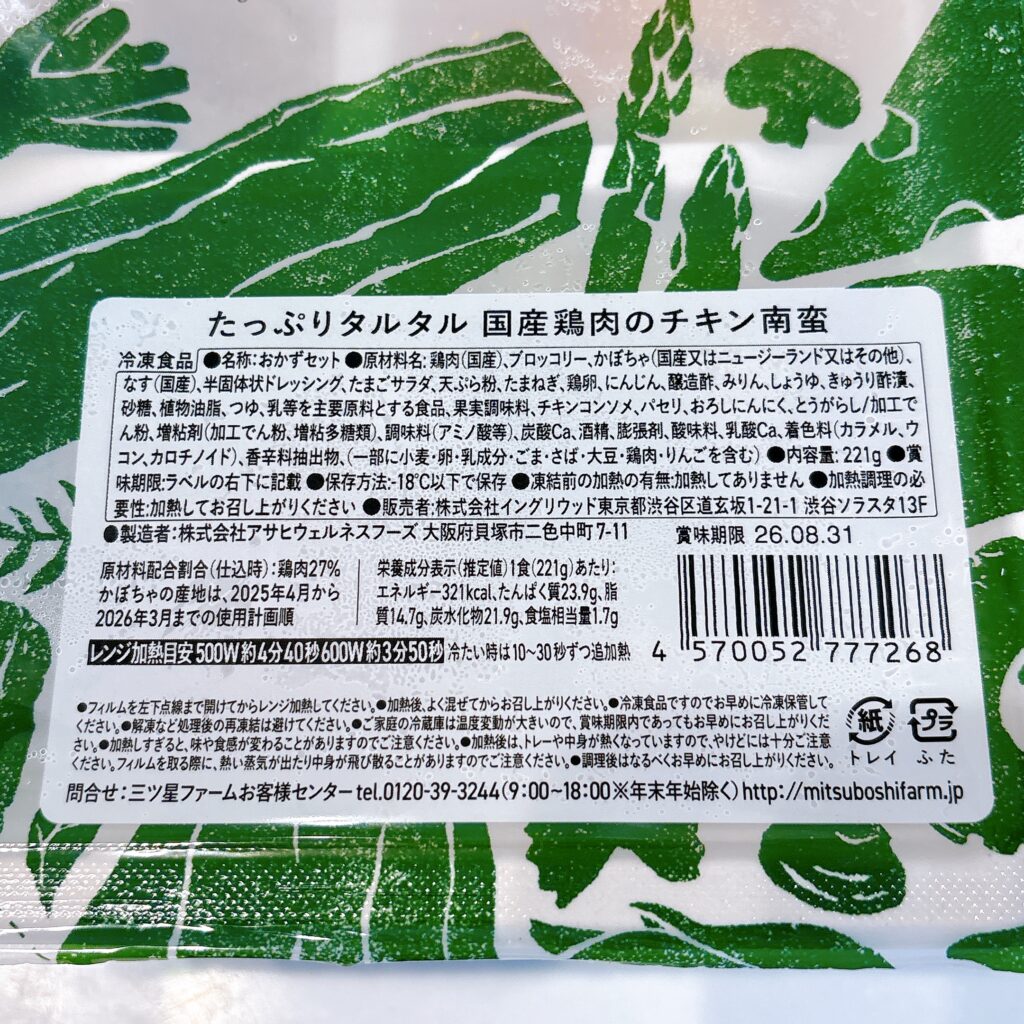 たっぷりタルタル 国産鶏肉のチキン南蛮
冷凍食品 ●名称:おかずセット ●原材料名:鶏肉(国産)、ブロッコリー、かぼちゃ(国産又はニュージーランド又はその他)、
なす(国産)、半固体状ドレッシング、たまごサラダ、天ぷら粉、たまねぎ、鶏卵、にんじん、醸造酢、みりん、しょうゆ、きゅうり酢漬、
砂糖、植物油脂、つゆ、乳等を主要原料とする食品、果実調味料、チキンコンソメ、パセリ、おろしにんにく、とうがらし/加工で
ん粉、増粘剤(加工でん粉、増粘多糖類)、調味料(アミノ酸等)、炭酸Ca、酒精、膨張剤、酸味料、乳酸Ca、着色料(カラメル、ウ
コン、カロチノイド)、香辛料抽出物、(一部に小麦・卵・乳成分・ごま・さば・大豆・鶏肉・りんごを含む) ●内容量:221g ●賞
味期限:ラベルの右下に記載 ●保存方法:-18℃以下で保存 ●凍結前の加熱の有無:加熱してありません ●加熱調理の必
要性:加熱してお召し上がりください ●販売者:株式会社イングリウッド東京都渋谷区道玄坂1-21-1 渋谷ソラスタ13F
●製造者:株式会社アサヒウェルネスフーズ 大阪府貝塚市二色中町7-11
賞味期限 26.08.31
原材料配合割合(仕込時):鶏肉27%
かぼちゃの産地は、2025年4月から
2026年3月までの使用計画順
栄養成分表示(推定値)1食(221g)あたり:
エネルギー321kcal、たんぱく質23.9g、脂
質14.7g、炭水化物21.9g、食塩相当量1.7g
レンジ加熱目安 500W約4分40秒 600W約3分50秒 冷たい時は10~30秒ずつ追加熱
4 570052 777268
●フィルムを左下点線まで開けてからレンジ加熱してください。●加熱後、よく混ぜてからお召し上がりください。●冷凍食品ですのでお早めに冷凍保管して
ください。●解凍など処理後の再凍結は避けてください。●ご家庭の冷蔵庫は温度変動が大きいので、賞味期限内であってもお早めにお召し上がりくだ
さい。●加熱しすぎると、味や食感が変わることがありますのでご注意ください。●加熱後は、トレーや中身が熱くなっていますので、やけどには十分ご注意
ください。フィルムを取る際に、熱い蒸気が出たり中身が飛び散ることがありますのでご注意ください。●調理後はなるべくお早めにお召し上がりください。
紙 プラ
トレイ ふた
問合せ:三ツ星ファームお客様センター tel.0120-39-3244(9:00~18:00※年末年始除く)http://mitsuboshifarm.jp